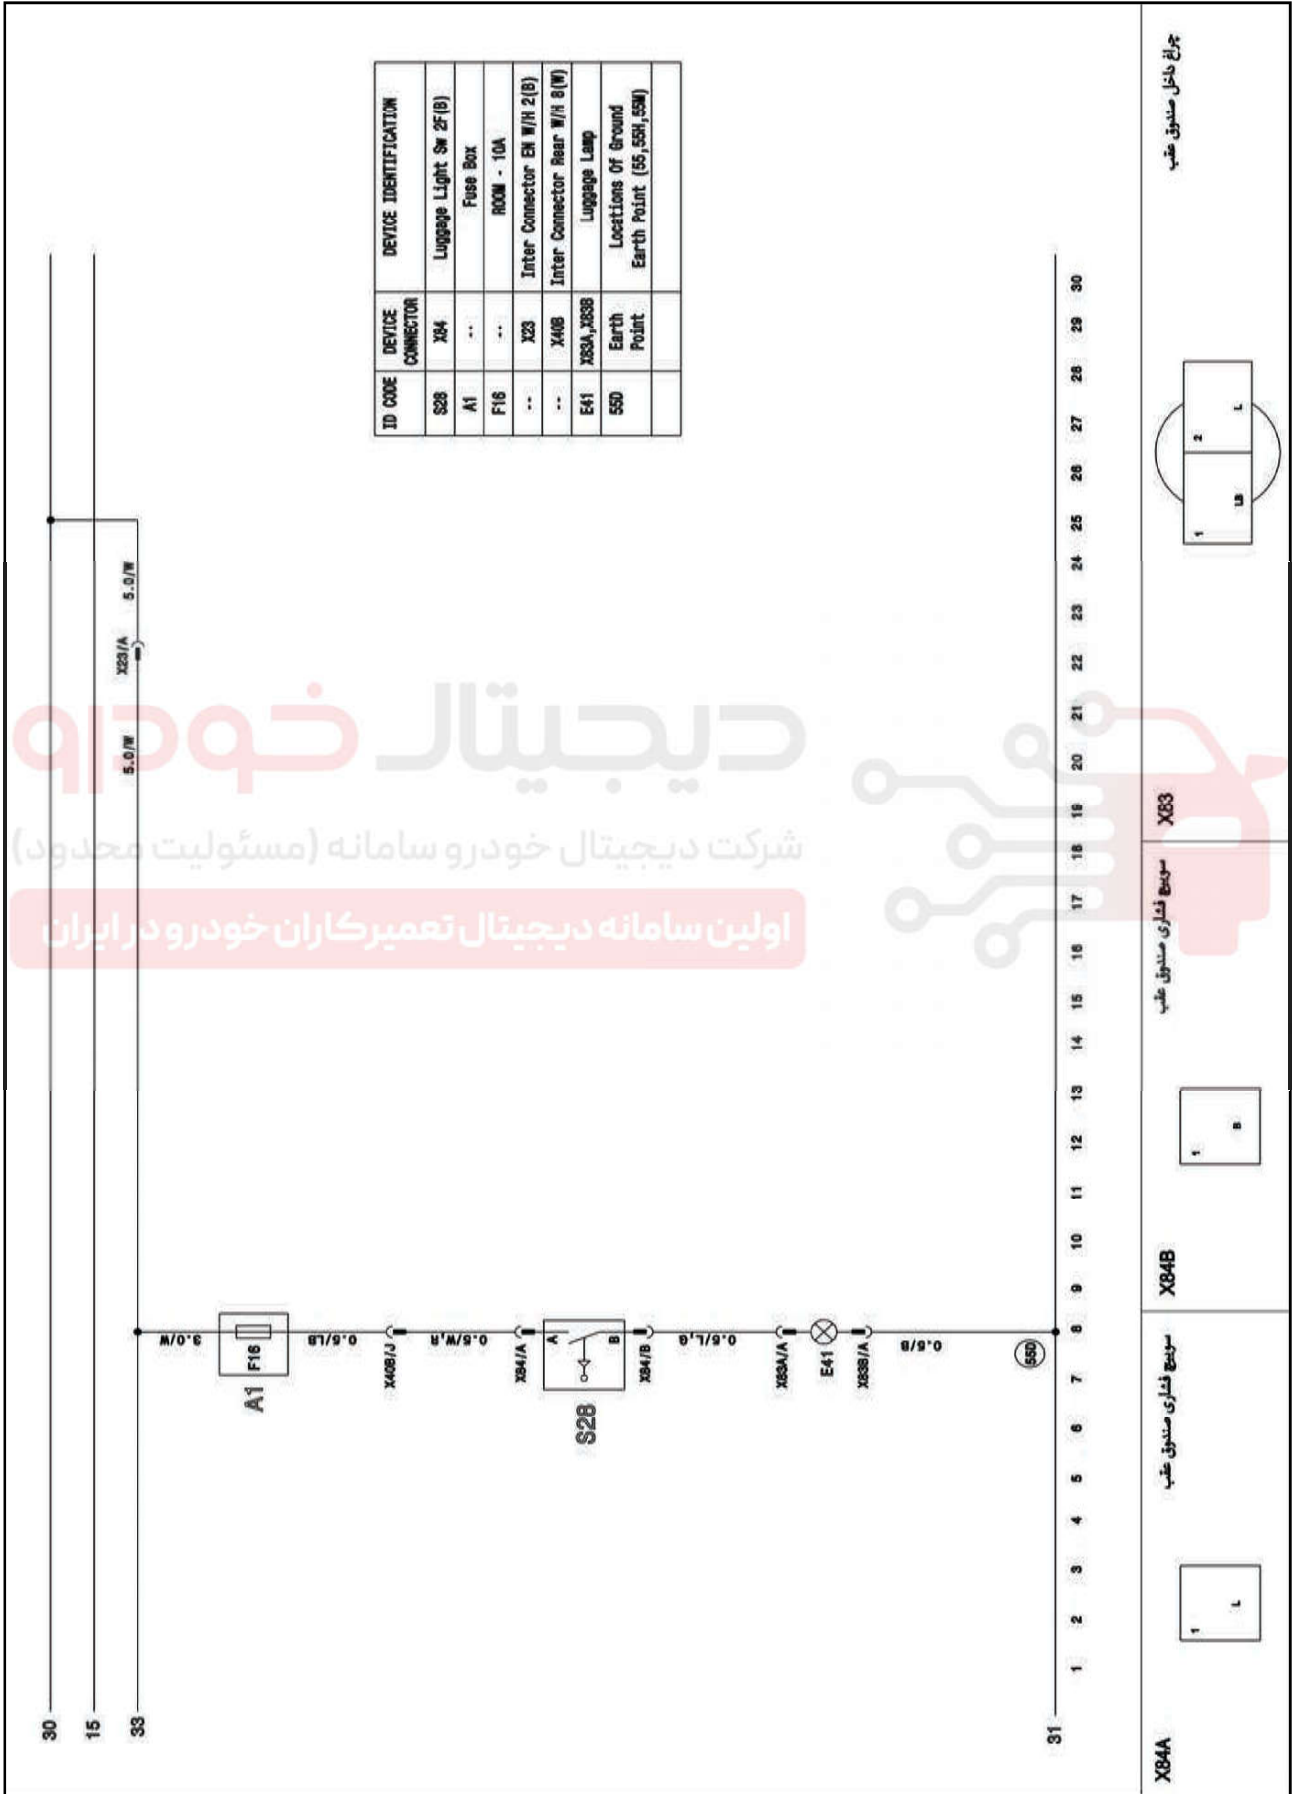 30
15
33
31
5.0/W
X23/A
5.0/W
3.0/W
F16
A1
0.5/LB
X40B/J
0.5/W,R
X84/A
A
B
S28
X84/B
0.5/L,G
X83A/A
E41
X83B/A
0.5/B
55D
1 2 3 4 5 6 7 8 9 10 11 12 13 14 15 16 17 18 19 20 21 22 23 24 25 26 27 28 29 30
ID CODE DEVICE CONNECTOR DEVICE IDENTIFICATION
S28 X84 Luggage Light Sw 2F(B)
A1 -- Fuse Box
F16 -- ROOM - 10A
-- X23 Inter Connector EN W/H 2(B)
-- X40B Inter Connector Rear W/H 8(W)
E41 X83A,X83B Luggage Lamp
55D Earth Point Locations Of Ground
Earth Point (55,55H,55M)
دیجیتال خودرو
شرکت دیجیتال خودرو سامانه (مسئولیت محدود)
اولین سامانه دیجیتال تعمیرکاران خودرو در ایران
X84A
سوییچ فشاری صندوق عقب
1
L
X84B
سوییچ فشاری صندوق عقب
1
B
X83
چراغ داخل صندوق عقب
1 2
LB L